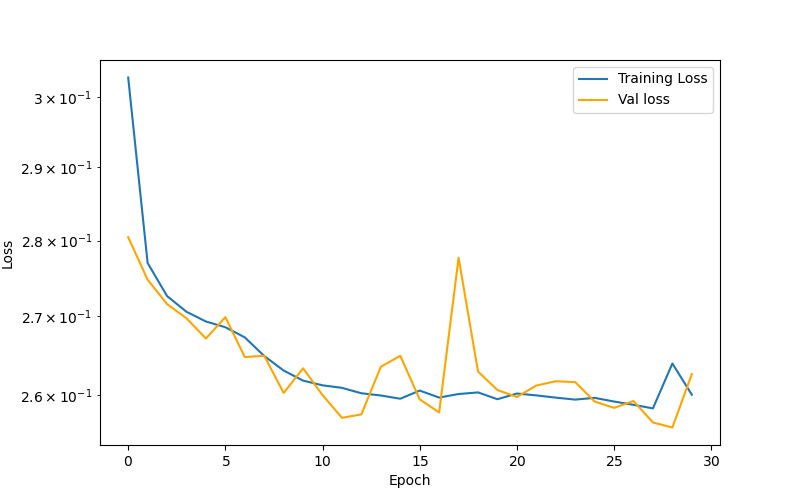 Training Loss
Val loss
3 × 10⁻¹
2.9 × 10⁻¹
2.8 × 10⁻¹
2.7 × 10⁻¹
2.6 × 10⁻¹
Loss
0 5 10 15 20 25 30
Epoch